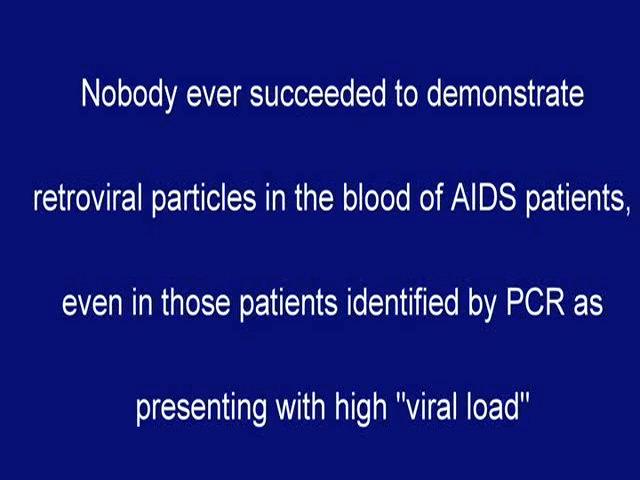 Nobody ever succeeded to demonstrate
retroviral particles in the blood of AIDS patients,
even in those patients identified by PCR as
presenting with high "viral load"